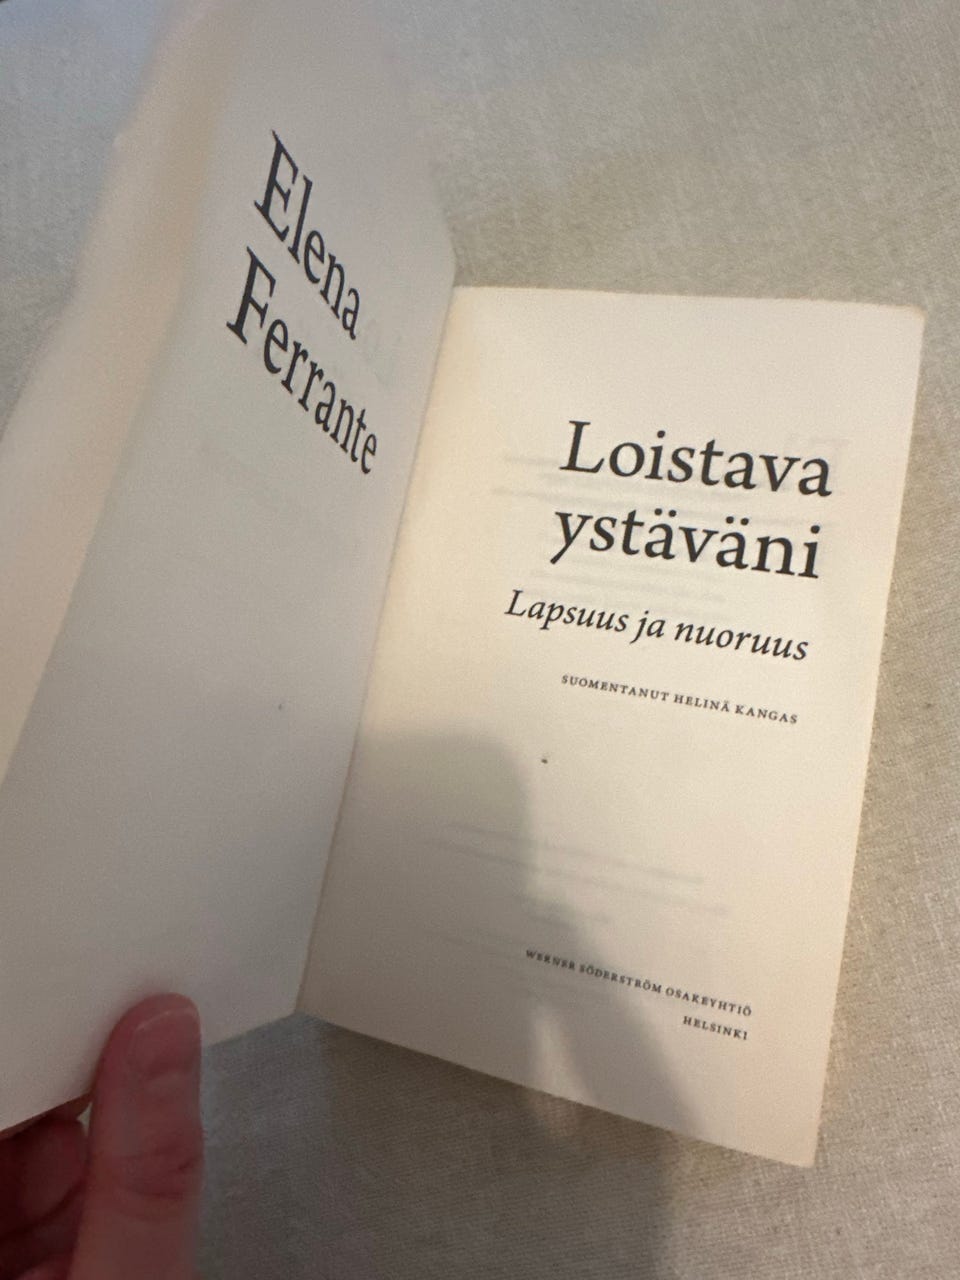 Elena
Ferrante
Loistava
ystäväni
Lapsuus ja nuoruus
SUOMENTANUT HELINÄ KANGAS
WERNER SÖDERSTRÖM OSAKEYHTIÖ
HELSINKI